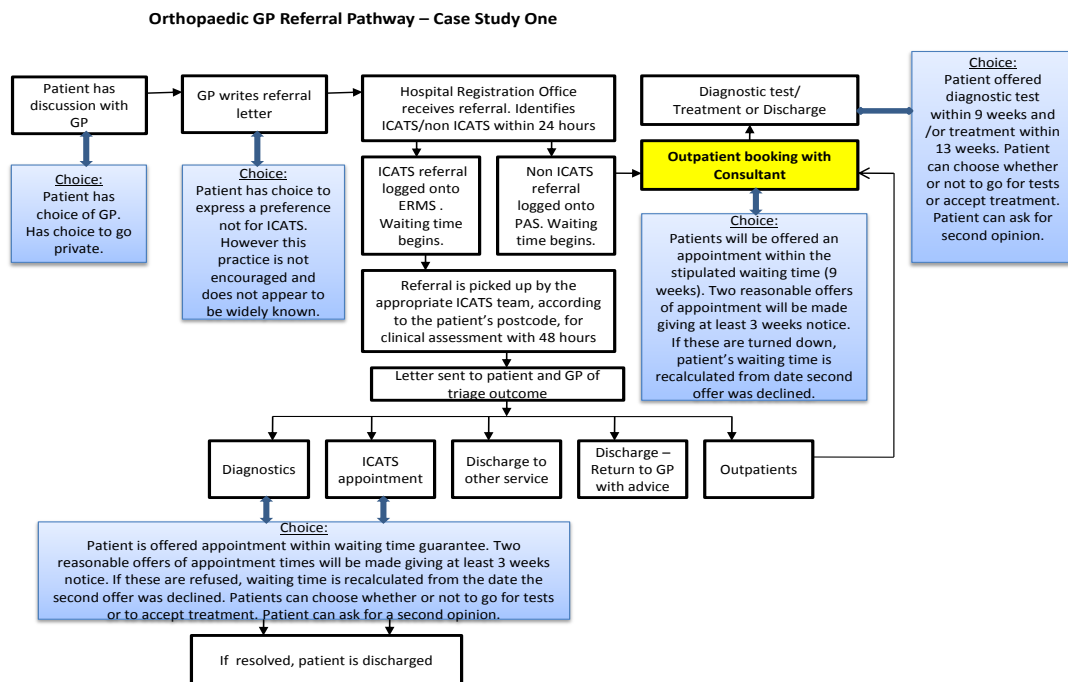 Orthopaedic GP Referral Pathway – Case Study One
Patient has
discussion with
GP
GP writes referral
letter
Hospital Registration Office
receives referral. Identifies
ICATS/non ICATS within 24 hours
Diagnostic test/
Treatment or Discharge
Choice:
Patient offered
diagnostic test
within 9 weeks and
/or treatment within
13 weeks. Patient
can choose whether
or not to go for tests
or accept treatment.
Patient can ask for
second opinion.
Choice:
Patient has
choice of GP.
Has choice to go
private.
Choice:
Patient has choice to
express a preference
not for ICATS.
However this
practice is not
encouraged and
does not appear to
be widely known.
ICATS referral
logged onto
ERMS .
Waiting time
begins.
Non ICATS
referral
logged onto
PAS. Waiting
time begins.
Outpatient booking with
Consultant
Choice:
Patients will be offered an
appointment within the
stipulated waiting time (9
weeks). Two reasonable offers
of appointment will be made
giving at least 3 weeks notice.
If these are turned down,
patient’s waiting time is
recalculated from date second
offer was declined.
Referral is picked up by the
appropriate ICATS team, according
to the patient’s postcode, for
clinical assessment with 48 hours
Letter sent to patient and GP of
triage outcome
Diagnostics
ICATS
appointment
Discharge to
other service
Discharge –
Return to GP
with advice
Outpatients
Choice:
Patient is offered appointment within waiting time guarantee. Two
reasonable offers of appointment times will be made giving at least 3 weeks
notice. If these are refused, waiting time is recalculated from the date the
second offer was declined. Patients can choose whether or not to go for tests
or to accept treatment. Patient can ask for a second opinion.
If  resolved, patient is discharged